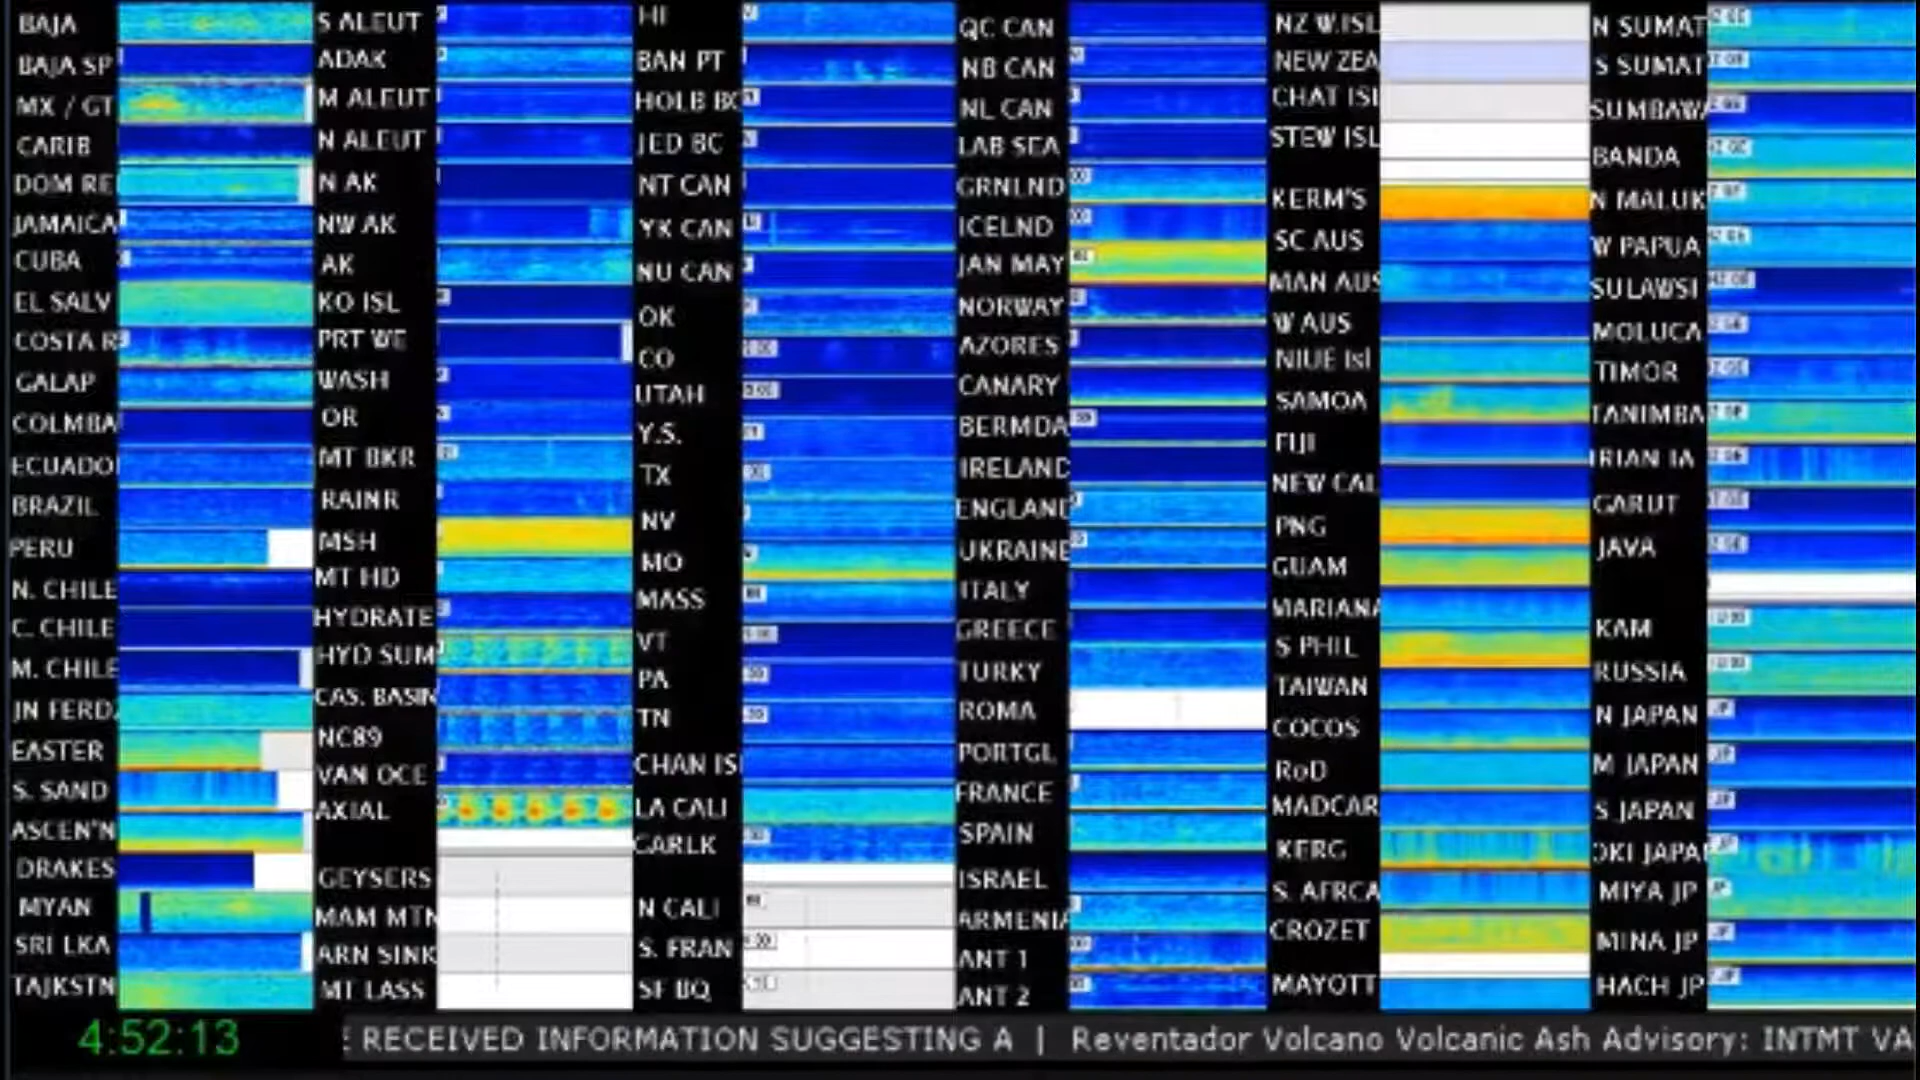 BAJA
BAJA SP
MX / GT
CARIB
DOM RE
JAMAICA
CUBA
EL SALV
COSTA R
GALAP
COLMBA
ECUADO
BRAZIL
PERU
N. CHILE
C. CHILE
M. CHILE
JN FERD
EASTER
S. SAND
ASCEN'N
DRAKES
MYAN
SRI LKA
TAJKSTN
S ALEUT
ADAK
M ALEUT
N ALEUT
N AK
NW AK
AK
KO ISL
PRT WE
WASH
OR
MT BKR
RAINR
MSH
MT HD
HYDRATE
HYD SUM
CAS. BASIN
NC89
VAN OCE
AXIAL
GEYSERS
MAM MTN
ARN SINK
MT LASS
HI
BAN PT
HOLB BC
JED BC
NT CAN
YK CAN
NU CAN
OK
CO
UTAH
Y.S.
TX
NV
MO
MASS
VT
PA
TN
CHAN IS
LA CALI
GARLK
N CALI
S. FRAN
SF BQ
QC CAN
NB CAN
NL CAN
LAB SEA
GRNLND
ICELND
JAN MAY
NORWAY
AZORES
CANARY
BERMDA
IRELAND
ENGLAND
UKRAINE
ITALY
GREECE
TURKY
ROMA
PORTGL
FRANCE
SPAIN
ISRAEL
ARMENIA
ANT 1
ANT 2
NZ W.ISL
NEW ZEA
CHAT ISL
STEW ISL
KERM'S
SC AUS
MAN AUS
W AUS
NIUE Isl
SAMOA
FIJI
NEW CAL
PNG
GUAM
MARIANA
S PHIL
TAIWAN
COCOS
RoD
MADCAR
KERG
S. AFRCA
CROZET
MAYOTT
N SUMAT
S SUMAT
SUMBAWA
BANDA
N MALUK
W PAPUA
SULAWSI
MOLUCA
TIMOR
TANIMBA
IRIAN IA
GARUT
JAVA
KAM
RUSSIA
N JAPAN
M JAPAN
S JAPAN
OKI JAPAN
MIYA JP
MINA JP
HACH JP
4:52:13
E RECEIVED INFORMATION SUGGESTING A | Reventador Volcano Volcanic Ash Advisory: INTMT VA